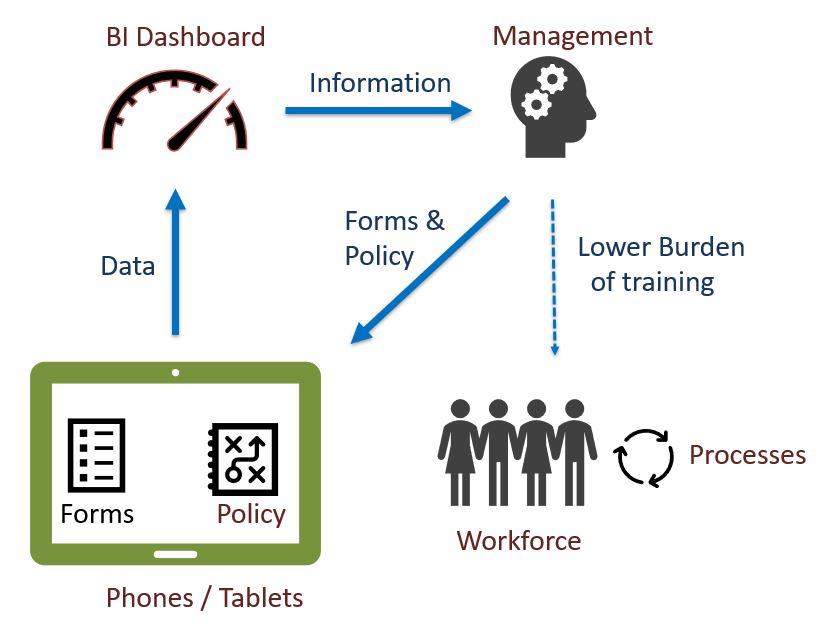 BI Dashboard
Management
Information
Forms &
Policy
Data
Lower Burden
of training
Forms
Policy
Processes
Workforce
Phones / Tablets